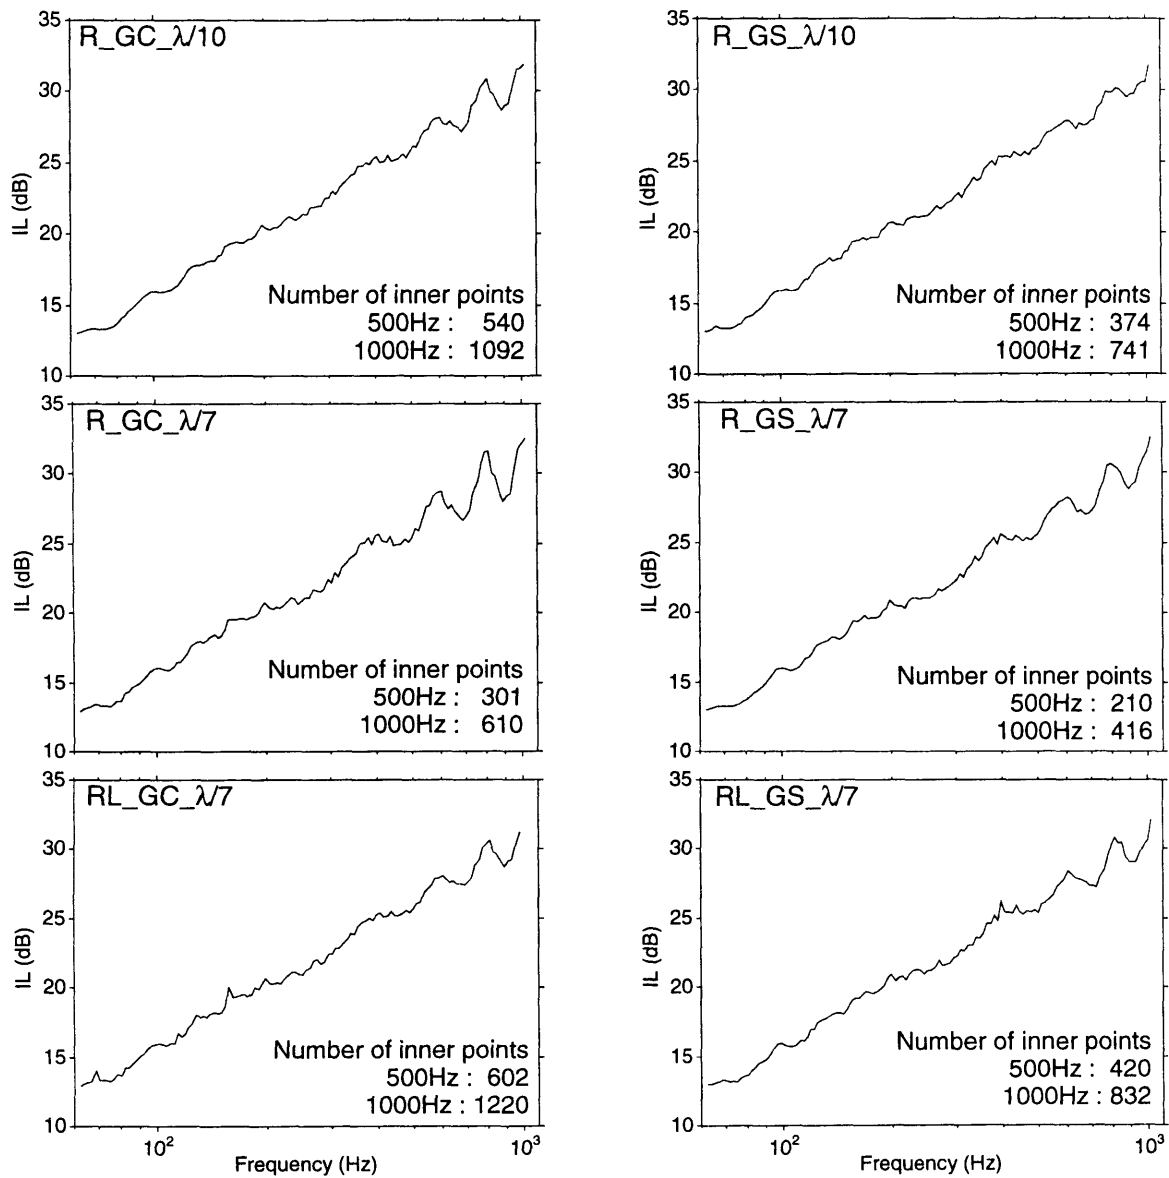 R_GC_λ/10
35
30
25
20
15
10
IL (dB)
Number of inner points
500Hz : 540
1000Hz : 1092
R_GS_λ/10
35
30
25
20
15
10
IL (dB)
Number of inner points
500Hz : 374
1000Hz : 741
R_GC_λ/7
35
30
25
20
15
10
IL (dB)
Number of inner points
500Hz : 301
1000Hz : 610
R_GS_λ/7
35
30
25
20
15
10
IL (dB)
Number of inner points
500Hz : 210
1000Hz : 416
RL_GC_λ/7
35
30
25
20
15
10
IL (dB)
Number of inner points
500Hz : 602
1000Hz : 1220
10² 10³
Frequency (Hz)
RL_GS_λ/7
35
30
25
20
15
10
IL (dB)
Number of inner points
500Hz : 420
1000Hz : 832
10² 10³
Frequency (Hz)